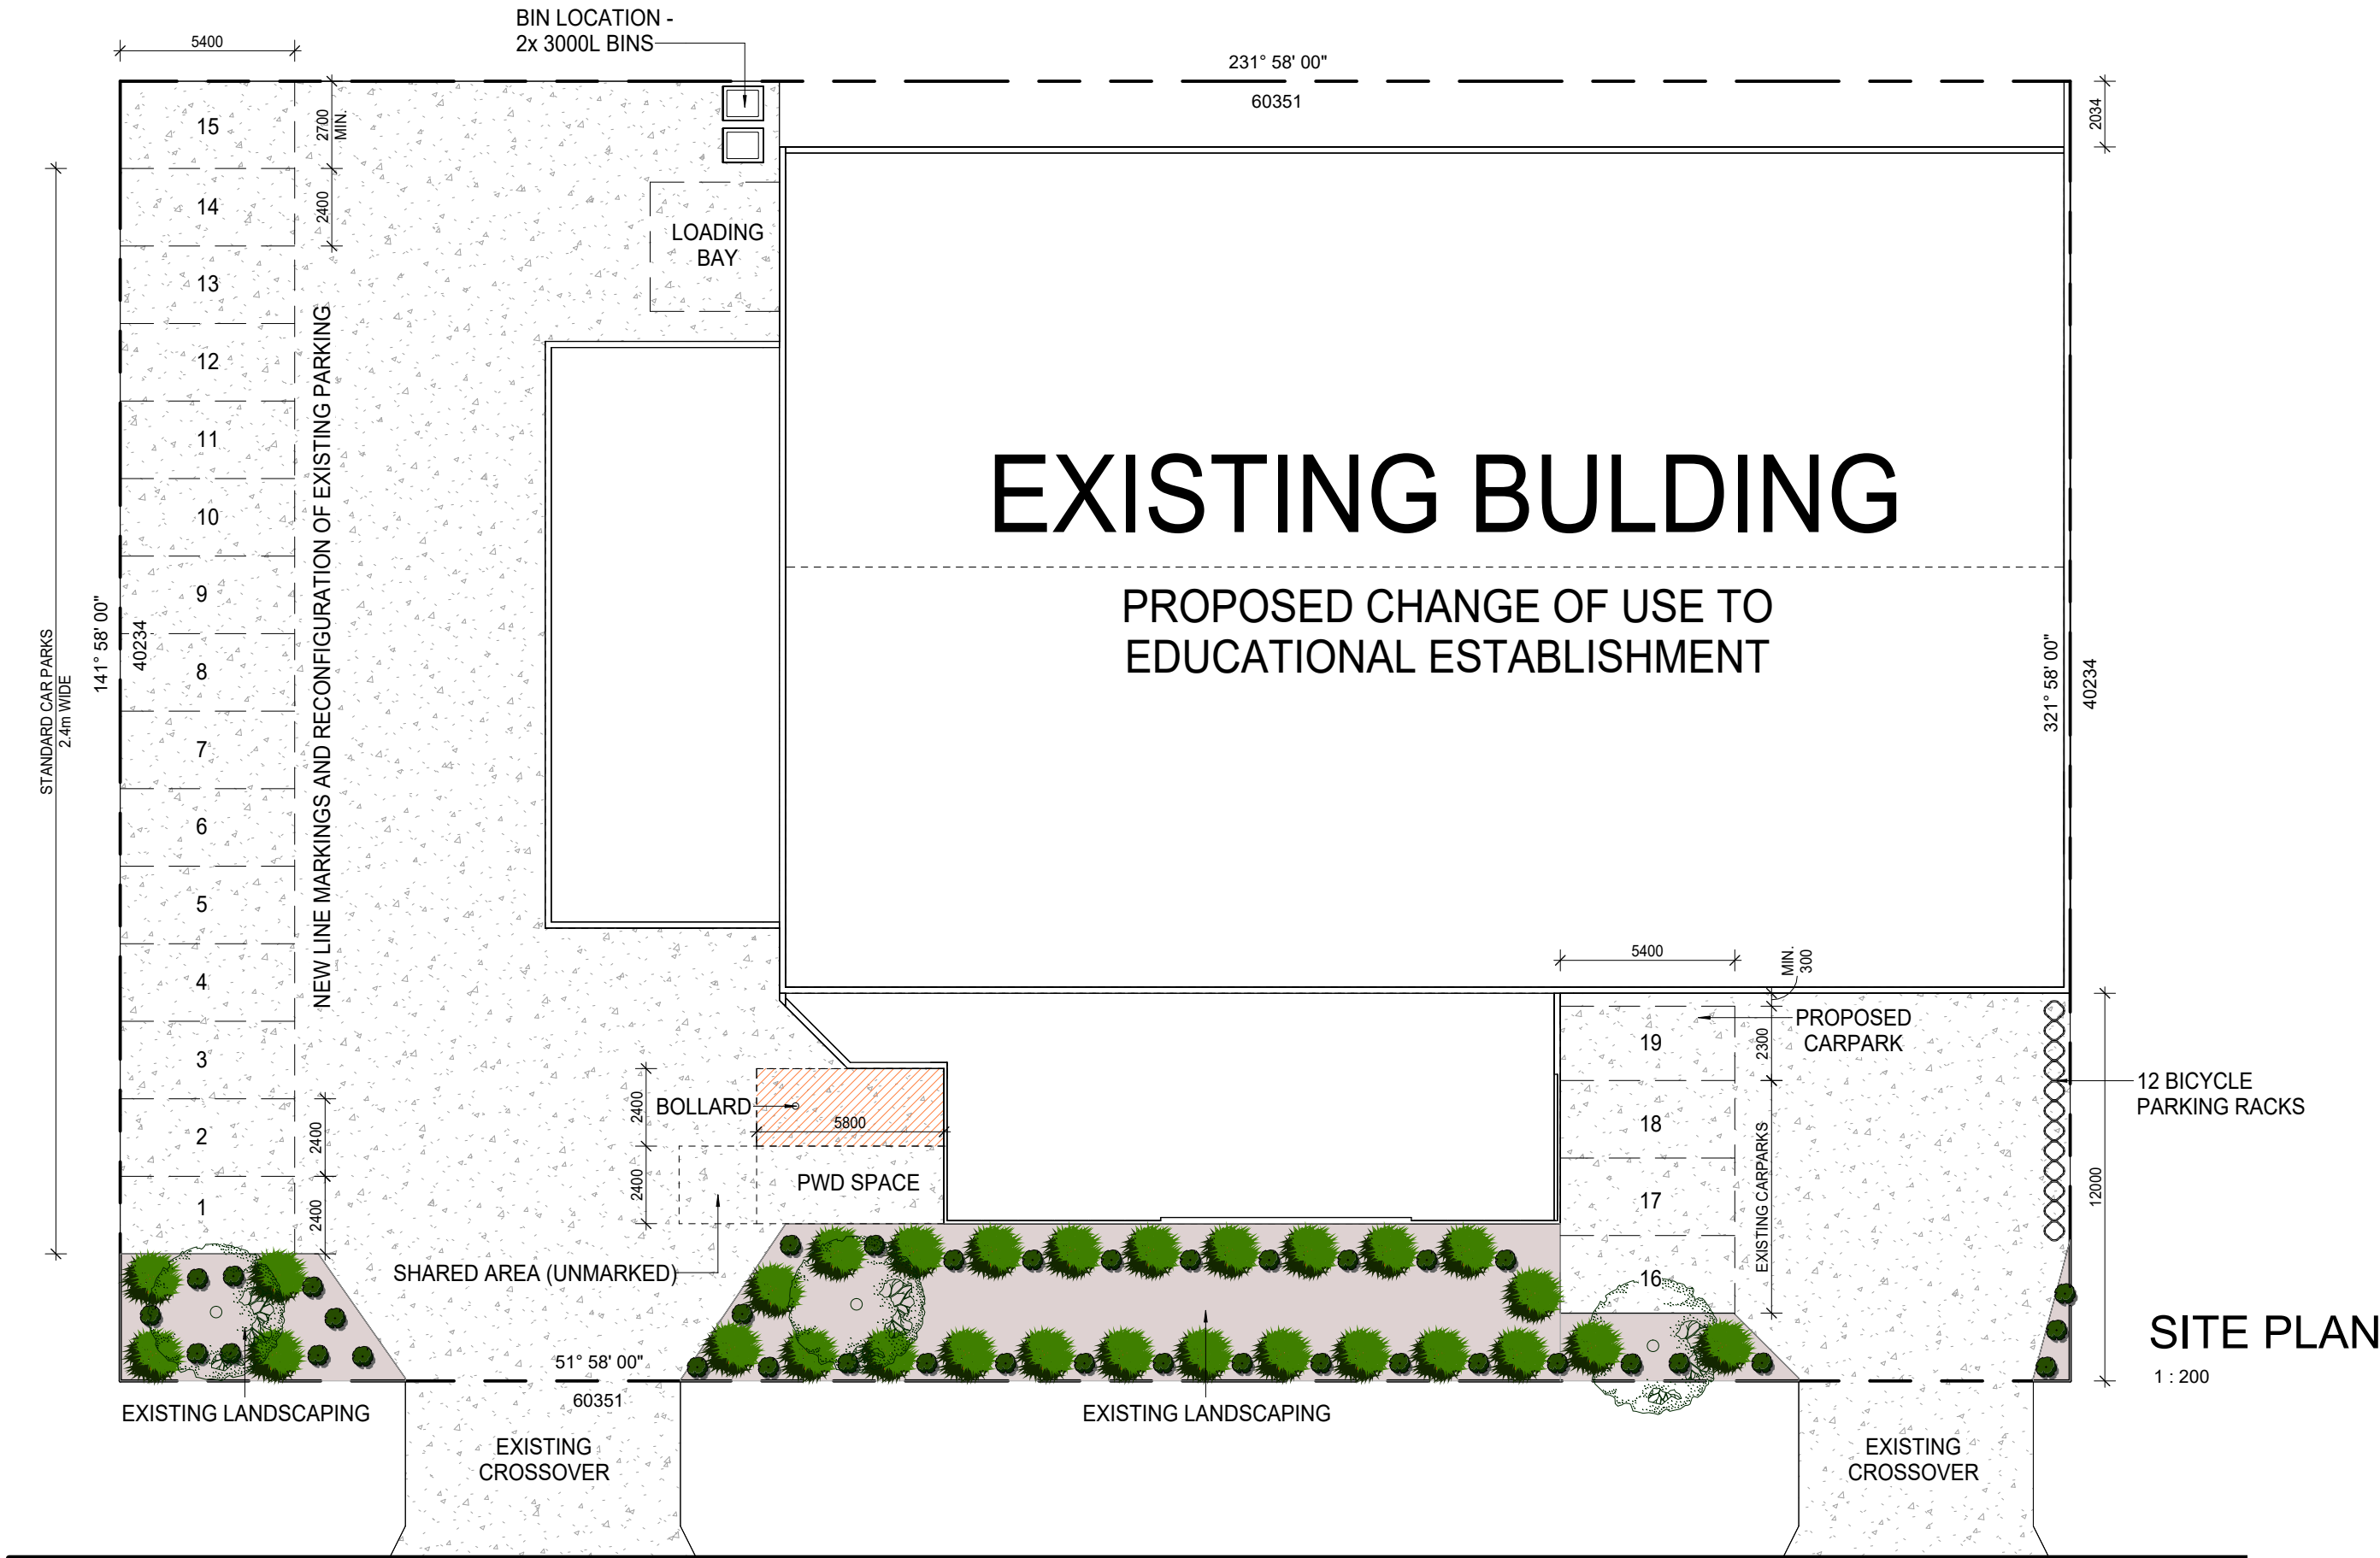 BIN LOCATION -
2x 3000L BINS
5400
231° 58' 00"
60351
2034
15
2700
MIN.
14
2400
LOADING
BAY
13
12
11
10
9
8
7
6
5
4
3
2
1
NEW LINE MARKINGS AND RECONFIGURATION OF EXISTING PARKING
STANDARD CAR PARKS
2.4m WIDE
141° 58' 00"
40234
EXISTING BULDING
PROPOSED CHANGE OF USE TO
EDUCATIONAL ESTABLISHMENT
321° 58' 00"
40234
5400
MIN.
300
PROPOSED
CARPARK
19
2300
18
17
16
EXISTING CARPARKS
12 BICYCLE
PARKING RACKS
12000
2400
BOLLARD
5800
2400
PWD SPACE
2400
2400
SHARED AREA (UNMARKED)
51° 58' 00"
60351
EXISTING LANDSCAPING
EXISTING
CROSSOVER
EXISTING LANDSCAPING
EXISTING
CROSSOVER
SITE PLAN
1 : 200